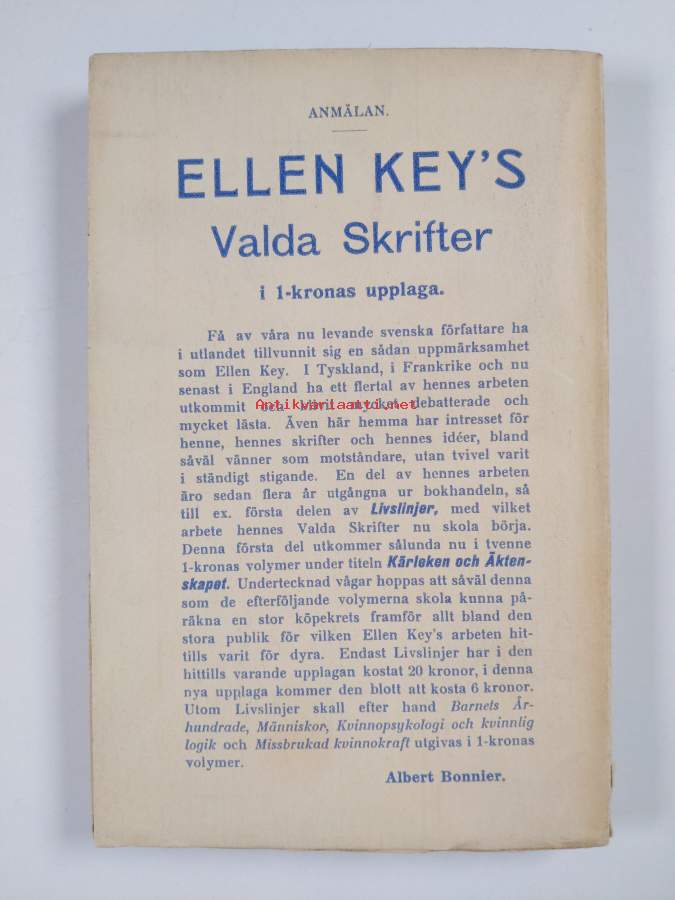 ANMÄLAN.
ELLEN KEY'S
Valda Skrifter
i 1-kronas upplaga.
Få av våra nu levande svenska författare ha
i utlandet tillvunnit sig en sådan uppmärksamhet
som Ellen Key. I Tyskland, i Frankrike och nu
senast i England ha ett flertal av hennes arbeten
utkommit och varit mycket debatterade och
Antikvariaatti.net
mycket lästa. Även här hemma har intresset för
henne, hennes skrifter och hennes idéer, bland
såväl vänner som motståndare, utan tvivel varit
i ständigt stigande. En del av hennes arbeten
äro sedan flera år utgångna ur bokhandeln, så
till ex. första delen av Livslinjer, med vilket
arbete hennes Valda Skrifter nu skola börja.
Denna första del utkommer sålunda nu i tvenne
1-kronas volymer under titeln Kärleken och Äkten-
skapet. Undertecknad vågar hoppas att såväl denna
som de efterföljande volymerna skola kunna på-
räkna en stor köpekrets framför allt bland den
stora publik för vilken Ellen Key's arbeten hit-
tills varit för dyra. Endast Livslinjer har i den
hittills varande upplagan kostat 20 kronor, i denna
nya upplaga kommer den blott att kosta 6 kronor.
Utom Livslinjer skall efter hand Barnets År-
hundrade, Människor, Kvinnopsykologi och kvinnlig
logik och Missbrukad kvinnokraft utgivas i 1-kronas
volymer.
Albert Bonnier.